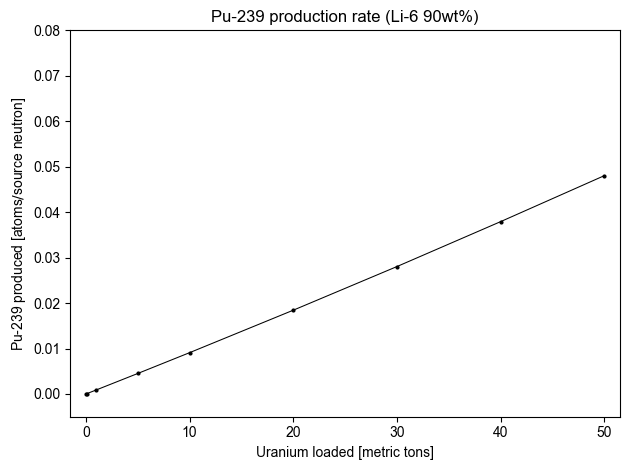 Pu-239 production rate (Li-6 90wt%)
0.08
0.07
0.06
0.05
0.04
0.03
0.02
0.01
0.00
Pu-239 produced [atoms/source neutron]
0 10 20 30 40 50
Uranium loaded [metric tons]